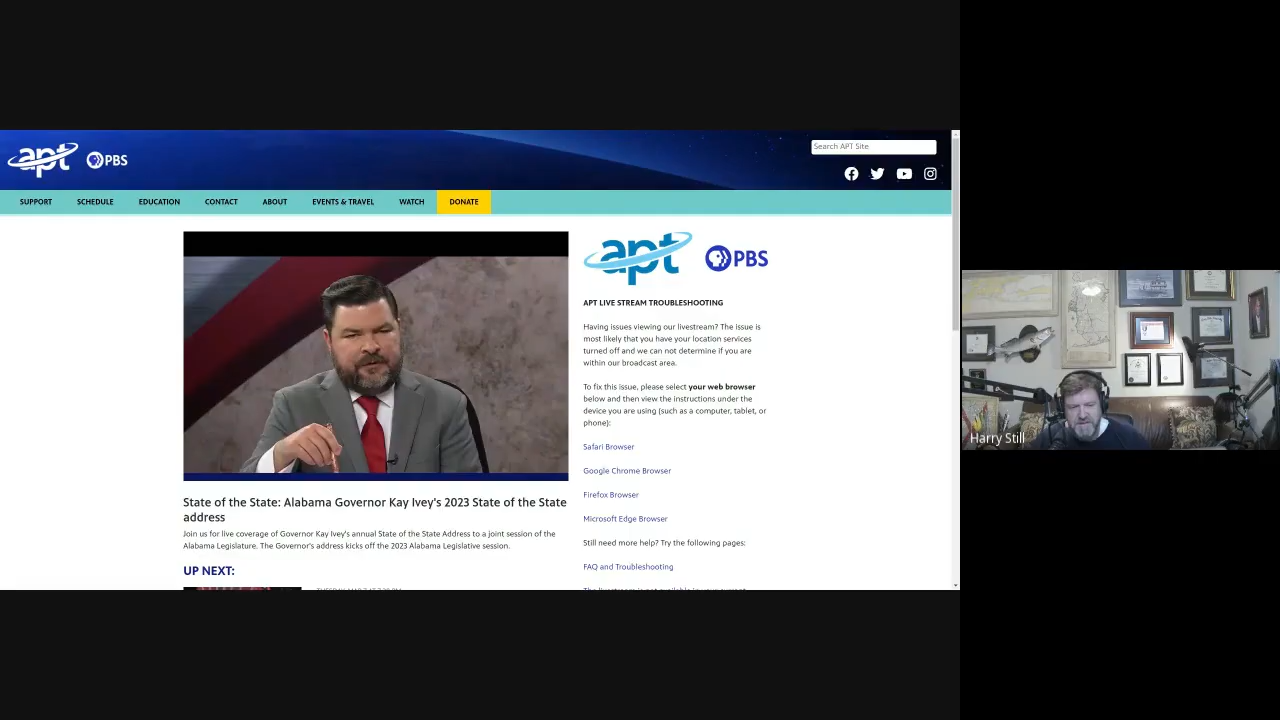 apt PBS
Search APT Site
SUPPORT SCHEDULE EDUCATION CONTACT ABOUT EVENTS & TRAVEL WATCH DONATE
apt PBS
APT LIVE STREAM TROUBLESHOOTING
Having issues viewing our livestream? The issue is
most likely that you have your location services
turned off and we can not determine if you are
within our broadcast area.
To fix this issue, please select your web browser
below and then view the instructions under the
device you are using (such as a computer, tablet, or
phone):
Safari Browser
Google Chrome Browser
Firefox Browser
Microsoft Edge Browser
Still need more help? Try the following pages:
FAQ and Troubleshooting
State of the State: Alabama Governor Kay Ivey's 2023 State of the State
address
Join us for live coverage of Governor Kay Ivey's annual State of the State Address to a joint session of the
Alabama Legislature. The Governor's address kicks off the 2023 Alabama Legislative session.
UP NEXT:
Harry Still